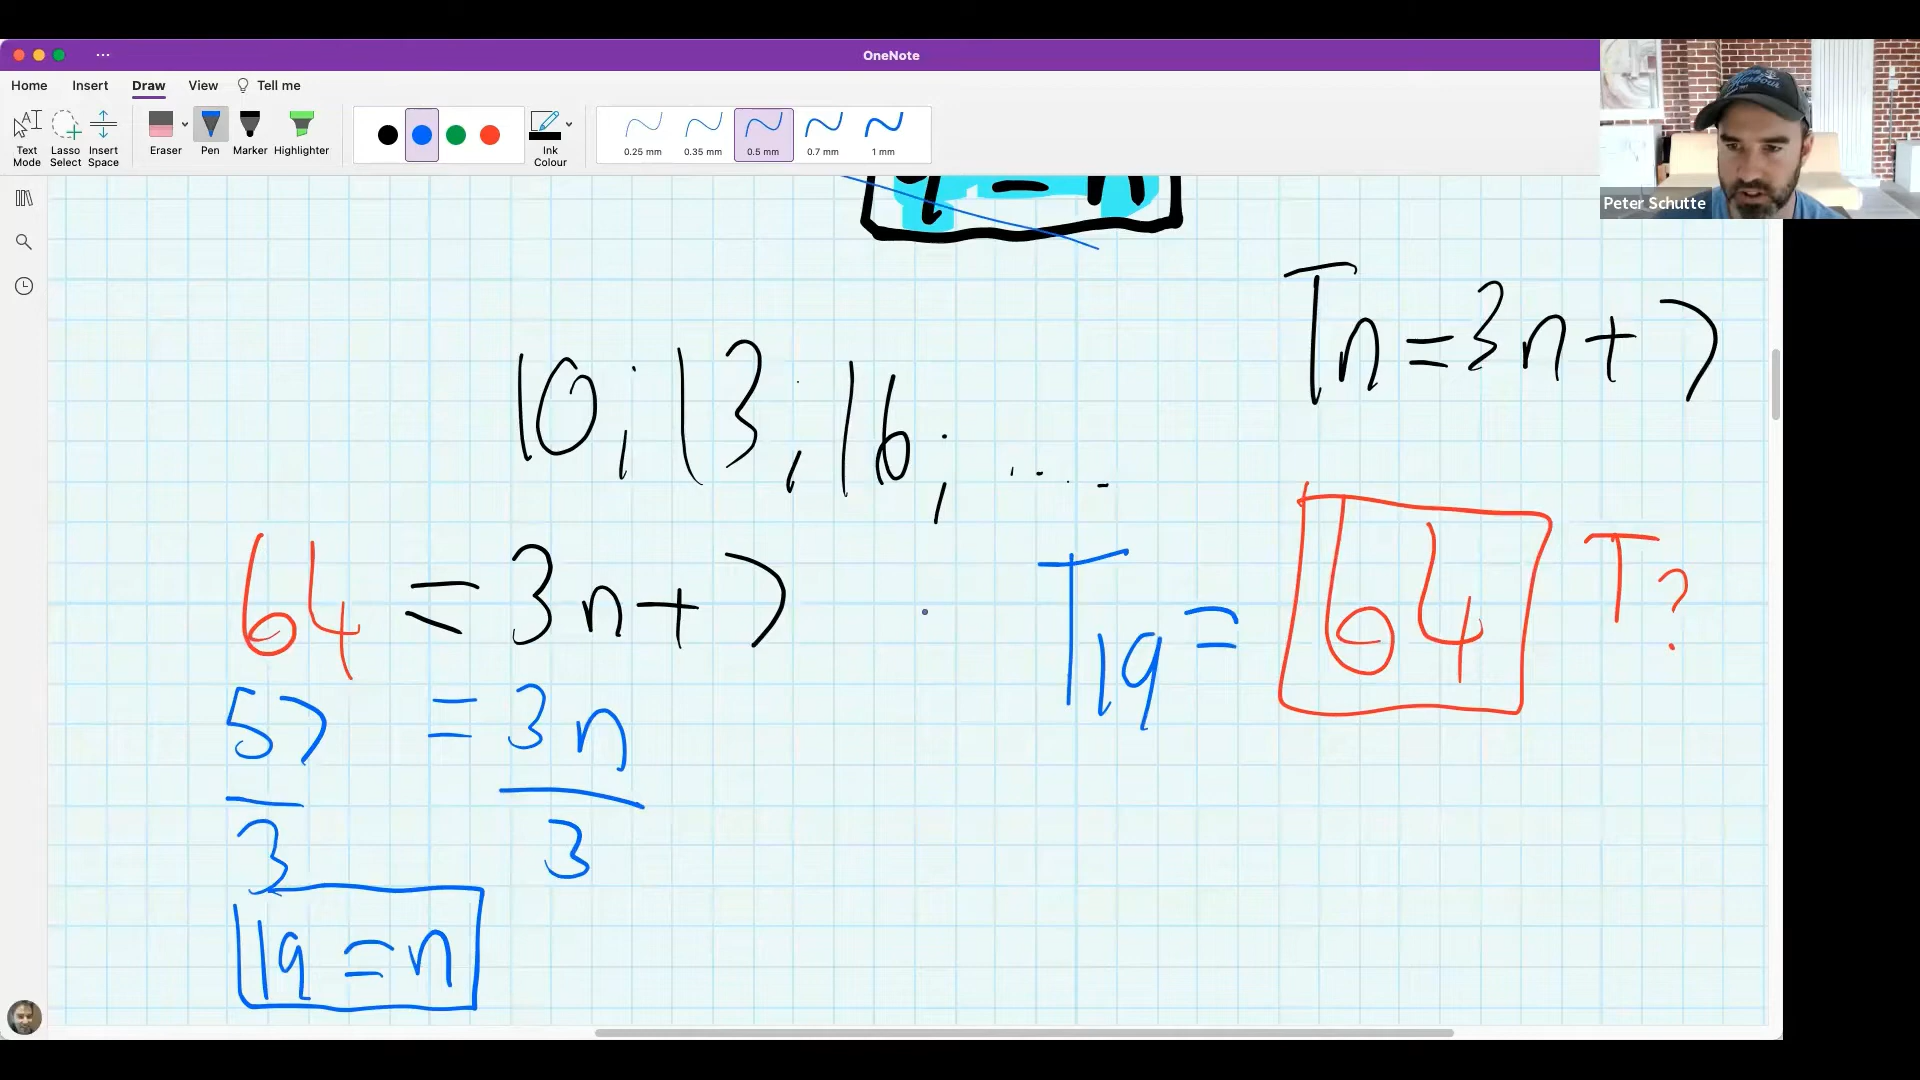 OneNote
Home Insert Draw View Tell me
Text Mode
Lasso Select
Insert Space
Eraser
Pen
Marker
Highlighter
Ink Colour
0.25 mm
0.35 mm
0.5 mm
0.7 mm
1 mm
Peter Schutte
Tn = 3n + 7
10; 13; 16; ....
64 = 3n + 7
T19 = 64 T?
57 = 3n
3 3
19 = n